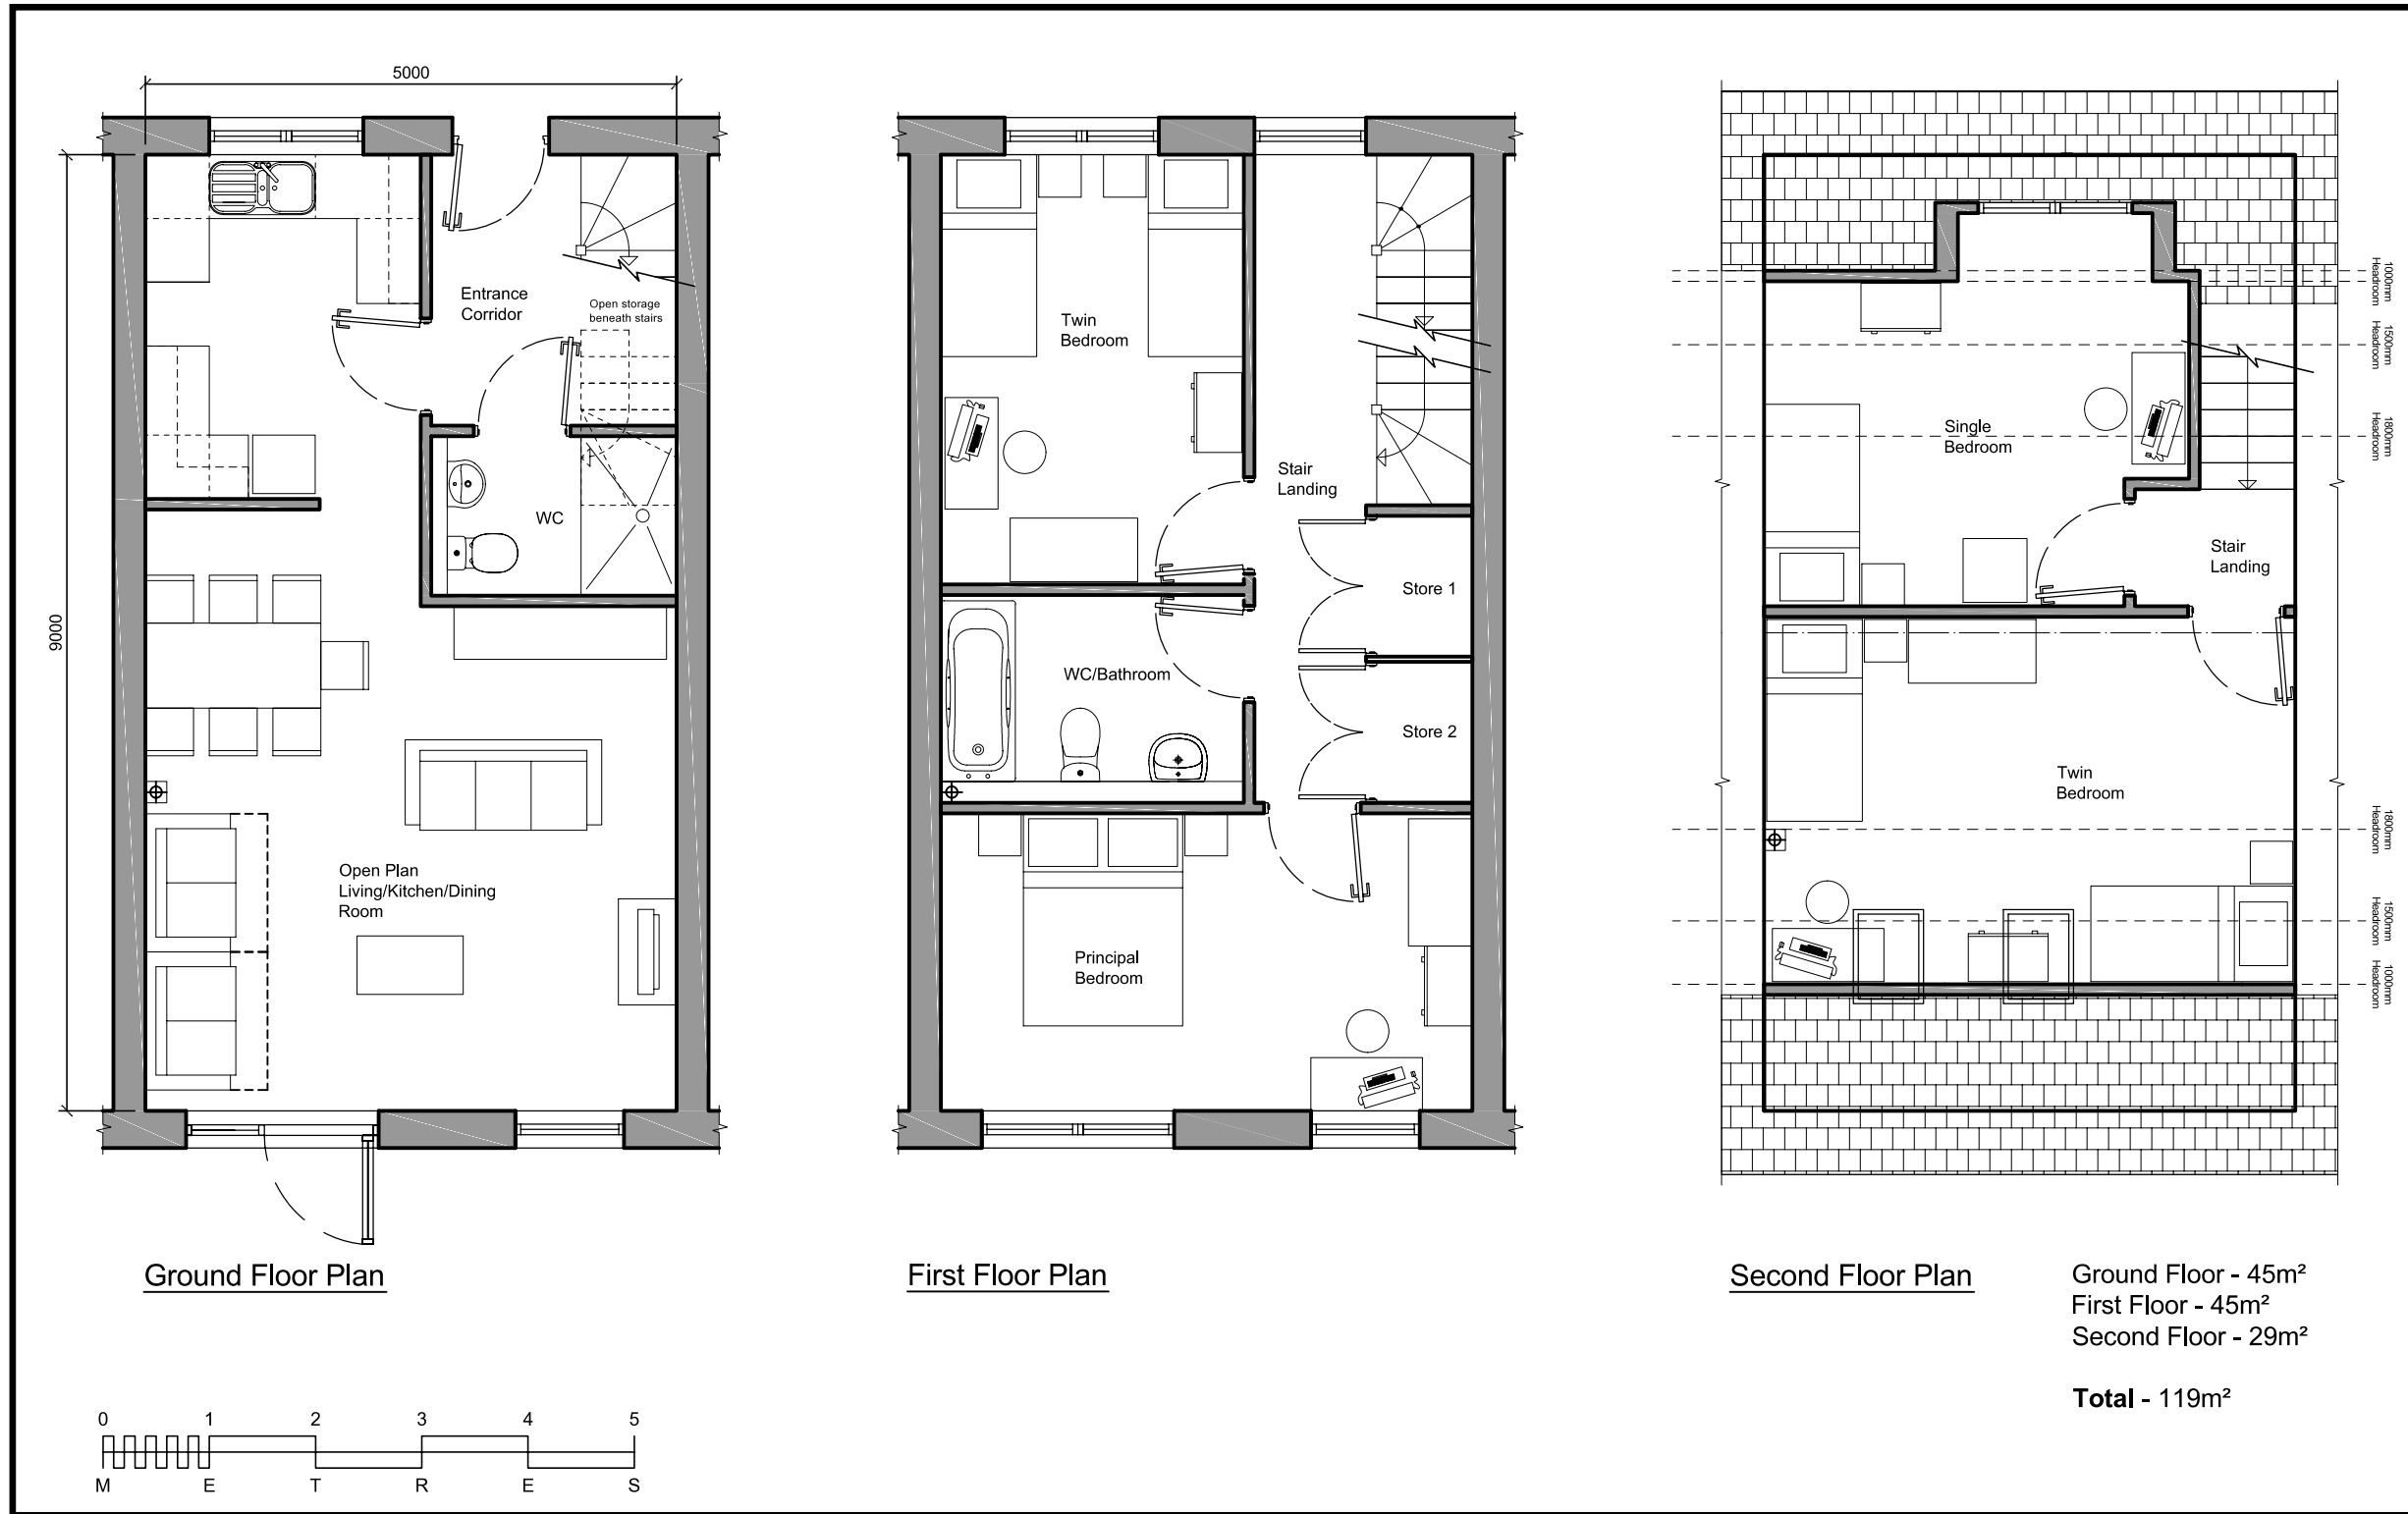 5000
9000
Entrance
Corridor
Open storage
beneath stairs
WC
Open Plan
Living/Kitchen/Dining
Room
Ground Floor Plan
Twin
Bedroom
Stair
Landing
Store 1
WC/Bathroom
Store 2
Principal
Bedroom
First Floor Plan
1000mm
Headroom
1500mm
Headroom
1800mm
Headroom
Single
Bedroom
Stair
Landing
Twin
Bedroom
1800mm
Headroom
1500mm
Headroom
1000mm
Headroom
Second Floor Plan
Ground Floor - 45m²
First Floor - 45m²
Second Floor - 29m²
Total - 119m²
0 1 2 3 4 5
M E T R E S